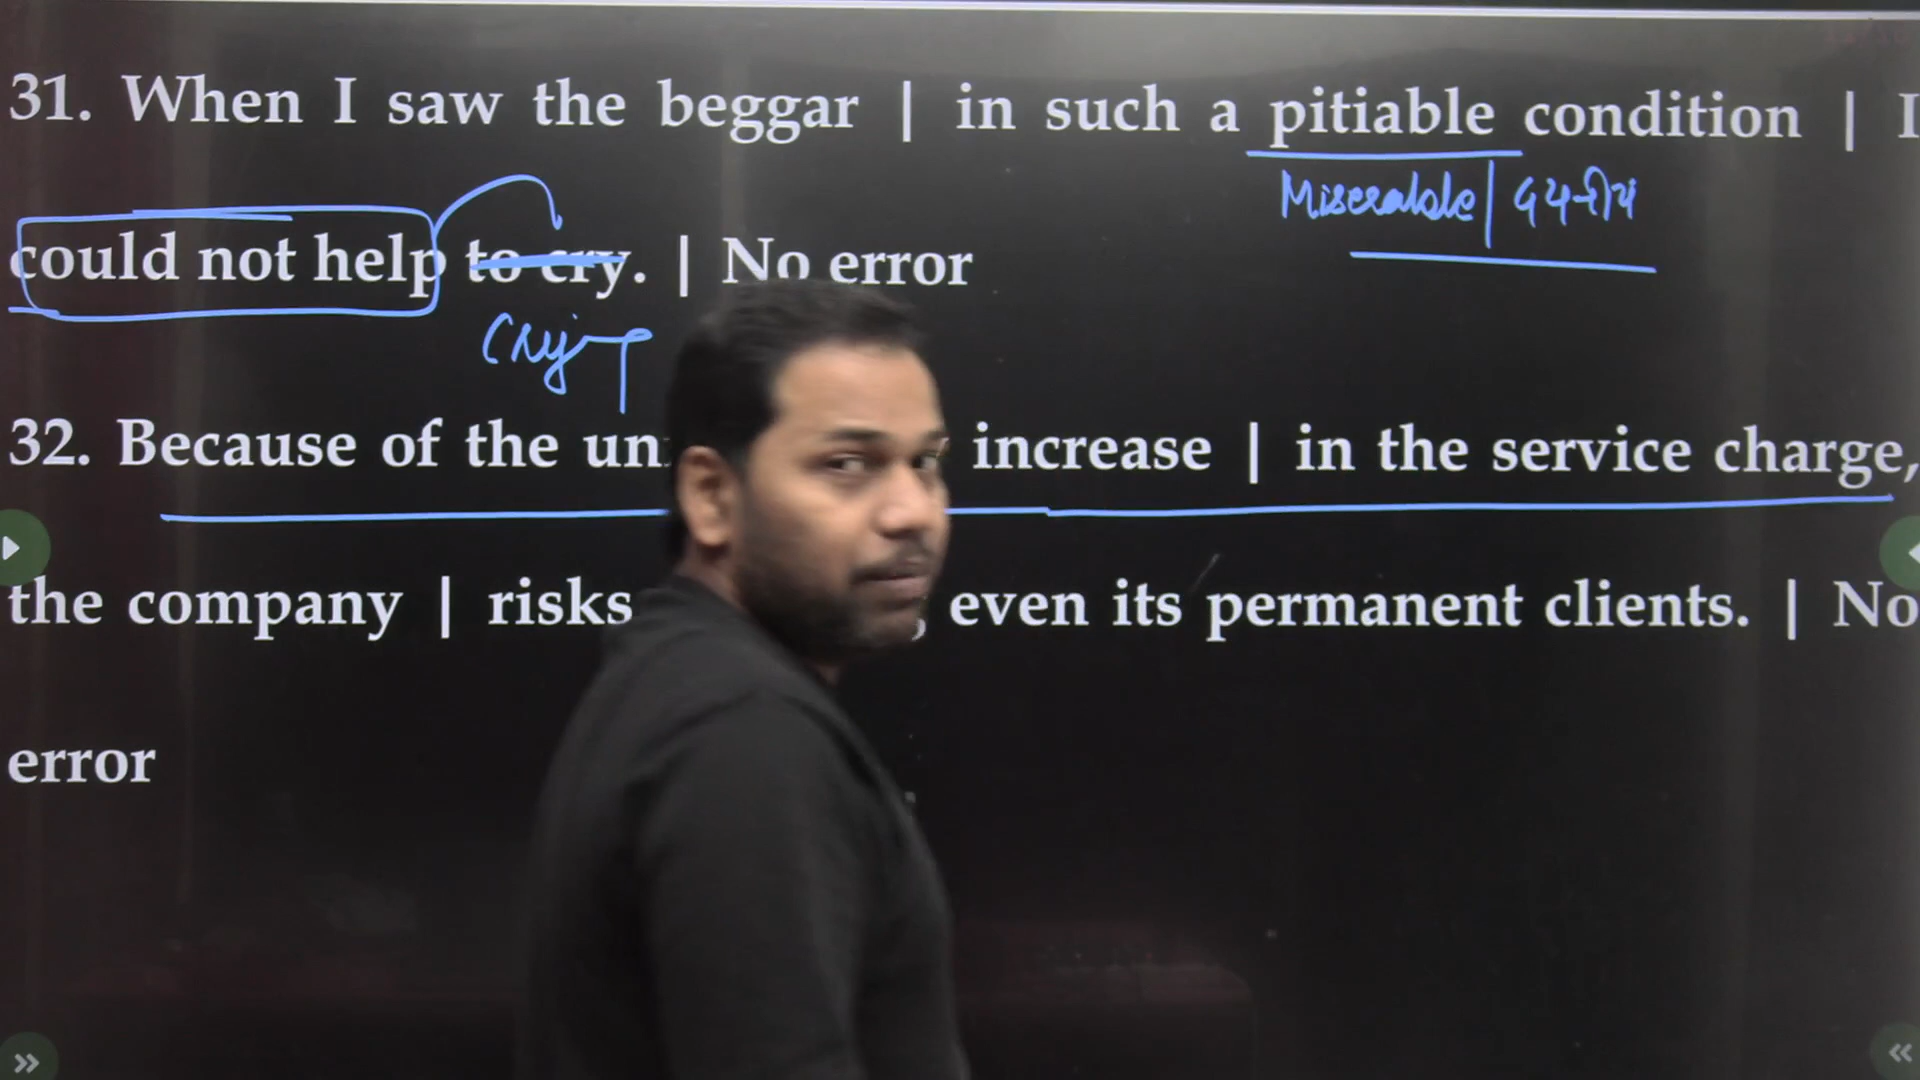 31. When I saw the beggar | in such a pitiable condition | I
Miserable | दयनीय
could not help to cry. | No error
Crying
32. Because of the increase | in the service charge,
the company | risks even its permanent clients. | No
error